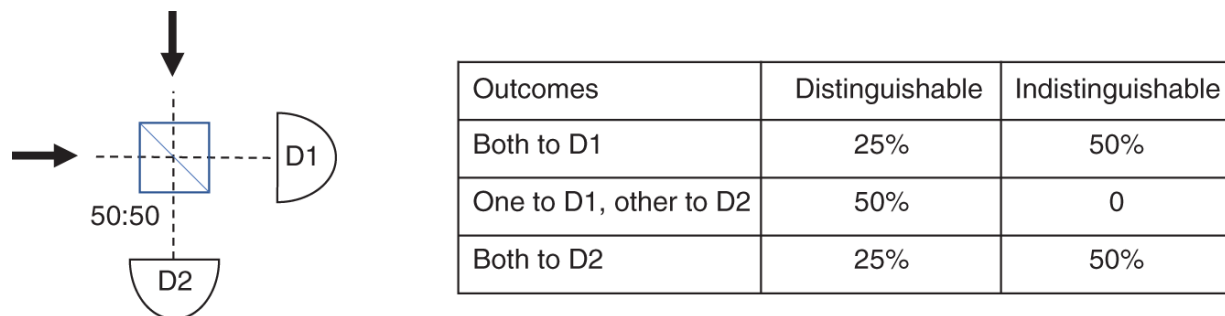 D1
50:50
D2
Outcomes Distinguishable Indistinguishable
Both to D1 25% 50%
One to D1, other to D2 50% 0
Both to D2 25% 50%